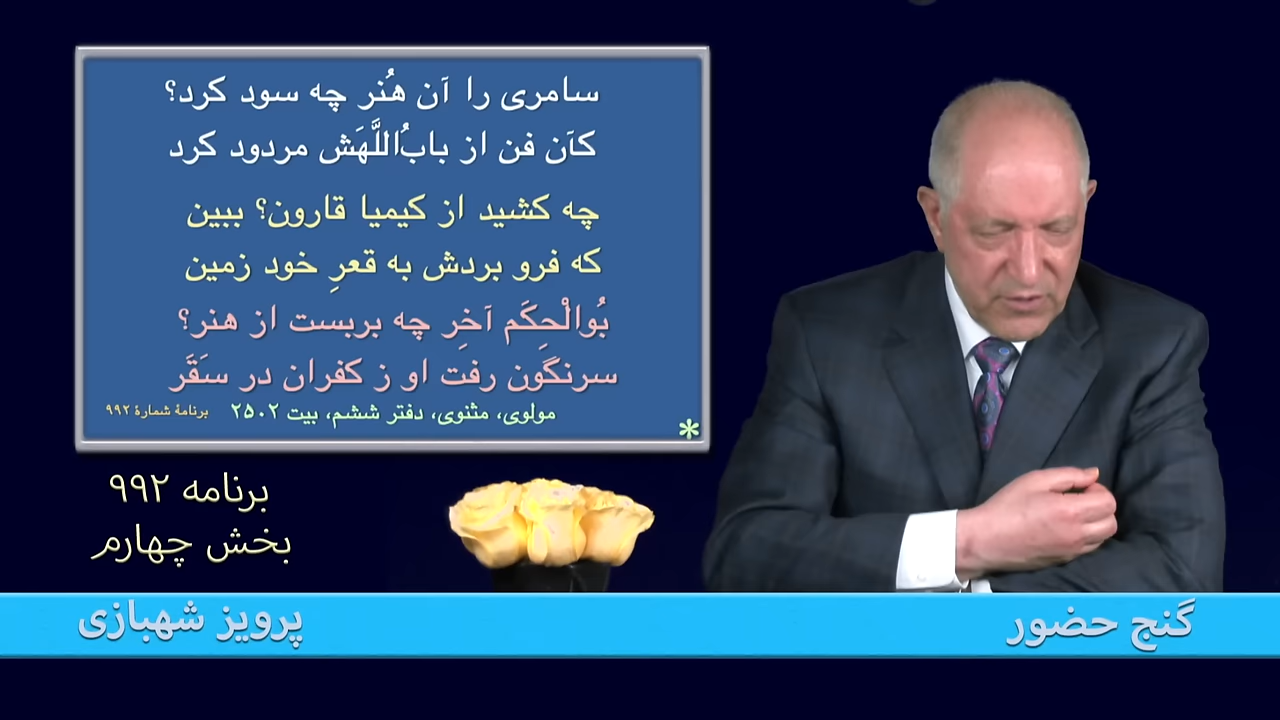 سامری را آن هُنر چه سود کرد؟
کآن فن از بابُ‌اللَّهَش مردود کرد
چه کشید از کیمیا قارون؟ ببین
که فرو بردش به قعرِ خود زمین
بُوالْحِکَم آخِر چه بربست از هنر؟
سرنگون رفت او ز کفران در سَقَر
مولوی، مثنوی، دفتر ششم، بیت ۲۵۰۲
برنامهٔ شمارهٔ ۹۹۲
*
برنامه ۹۹۲
بخش چهارم
گنج حضور
پرویز شهبازی